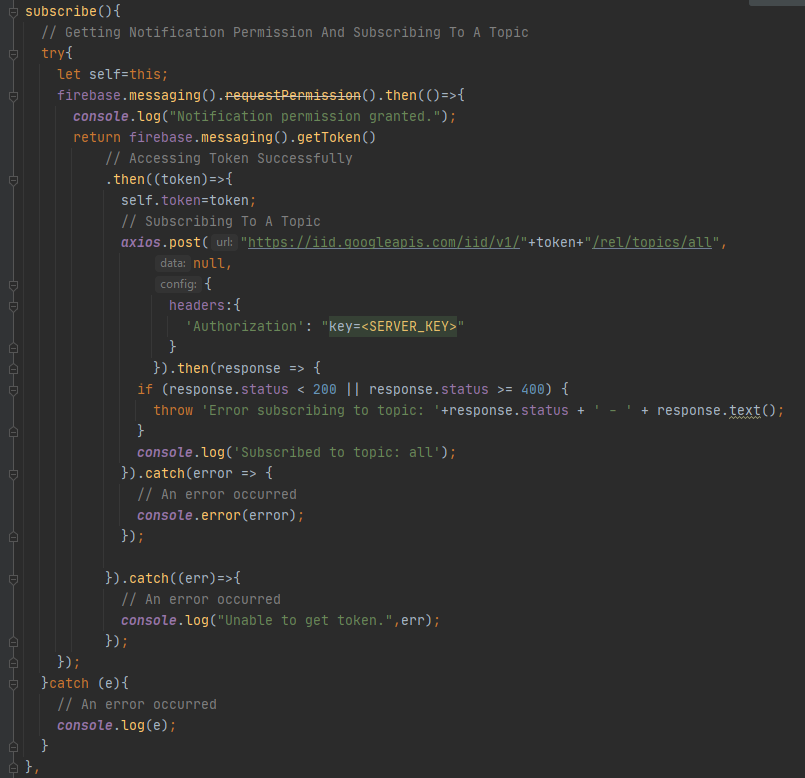 subscribe(){
  // Getting Notification Permission And Subscribing To A Topic
  try{
    let self=this;
    firebase.messaging().requestPermission().then(()=>{
      console.log("Notification permission granted.");
      return firebase.messaging().getToken()
          // Accessing Token Successfully
          .then((token)=>{
            self.token=token;
            // Subscribing To A Topic
            axios.post( url: "https://iid.googleapis.com/iid/v1/"+token+"/rel/topics/all",
                data: null,
                config: {
                  headers:{
                    'Authorization': "key=<SERVER_KEY>"
                  }
                }).then(response => {
              if (response.status < 200 || response.status >= 400) {
                throw 'Error subscribing to topic: '+response.status + ' - ' + response.text();
              }
              console.log('Subscribed to topic: all');
            }).catch(error => {
              // An error occurred
              console.error(error);
            });

          }).catch((err)=>{
            // An error occurred
            console.log("Unable to get token.",err);
          });
    });
  }catch (e){
    // An error occurred
    console.log(e);
  }
},